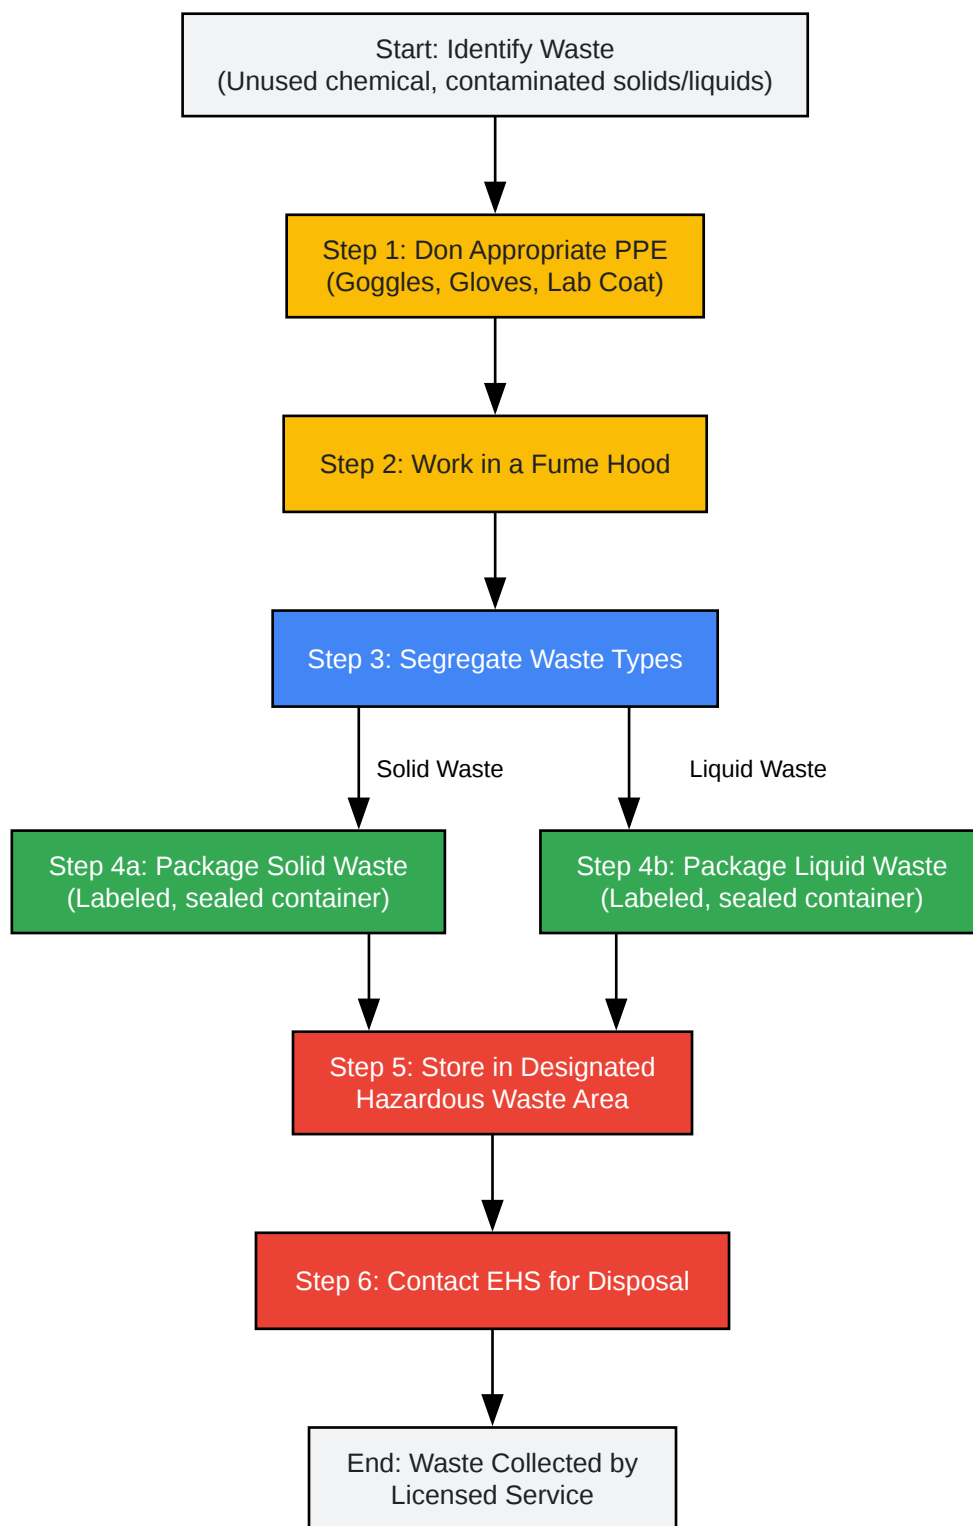 Start: Identify Waste
(Unused chemical, contaminated solids/liquids)
Step 1: Don Appropriate PPE
(Goggles, Gloves, Lab Coat)
Step 2: Work in a Fume Hood
Step 3: Segregate Waste Types
Solid Waste
Liquid Waste
Step 4a: Package Solid Waste
(Labeled, sealed container)
Step 4b: Package Liquid Waste
(Labeled, sealed container)
Step 5: Store in Designated
Hazardous Waste Area
Step 6: Contact EHS for Disposal
End: Waste Collected by
Licensed Service